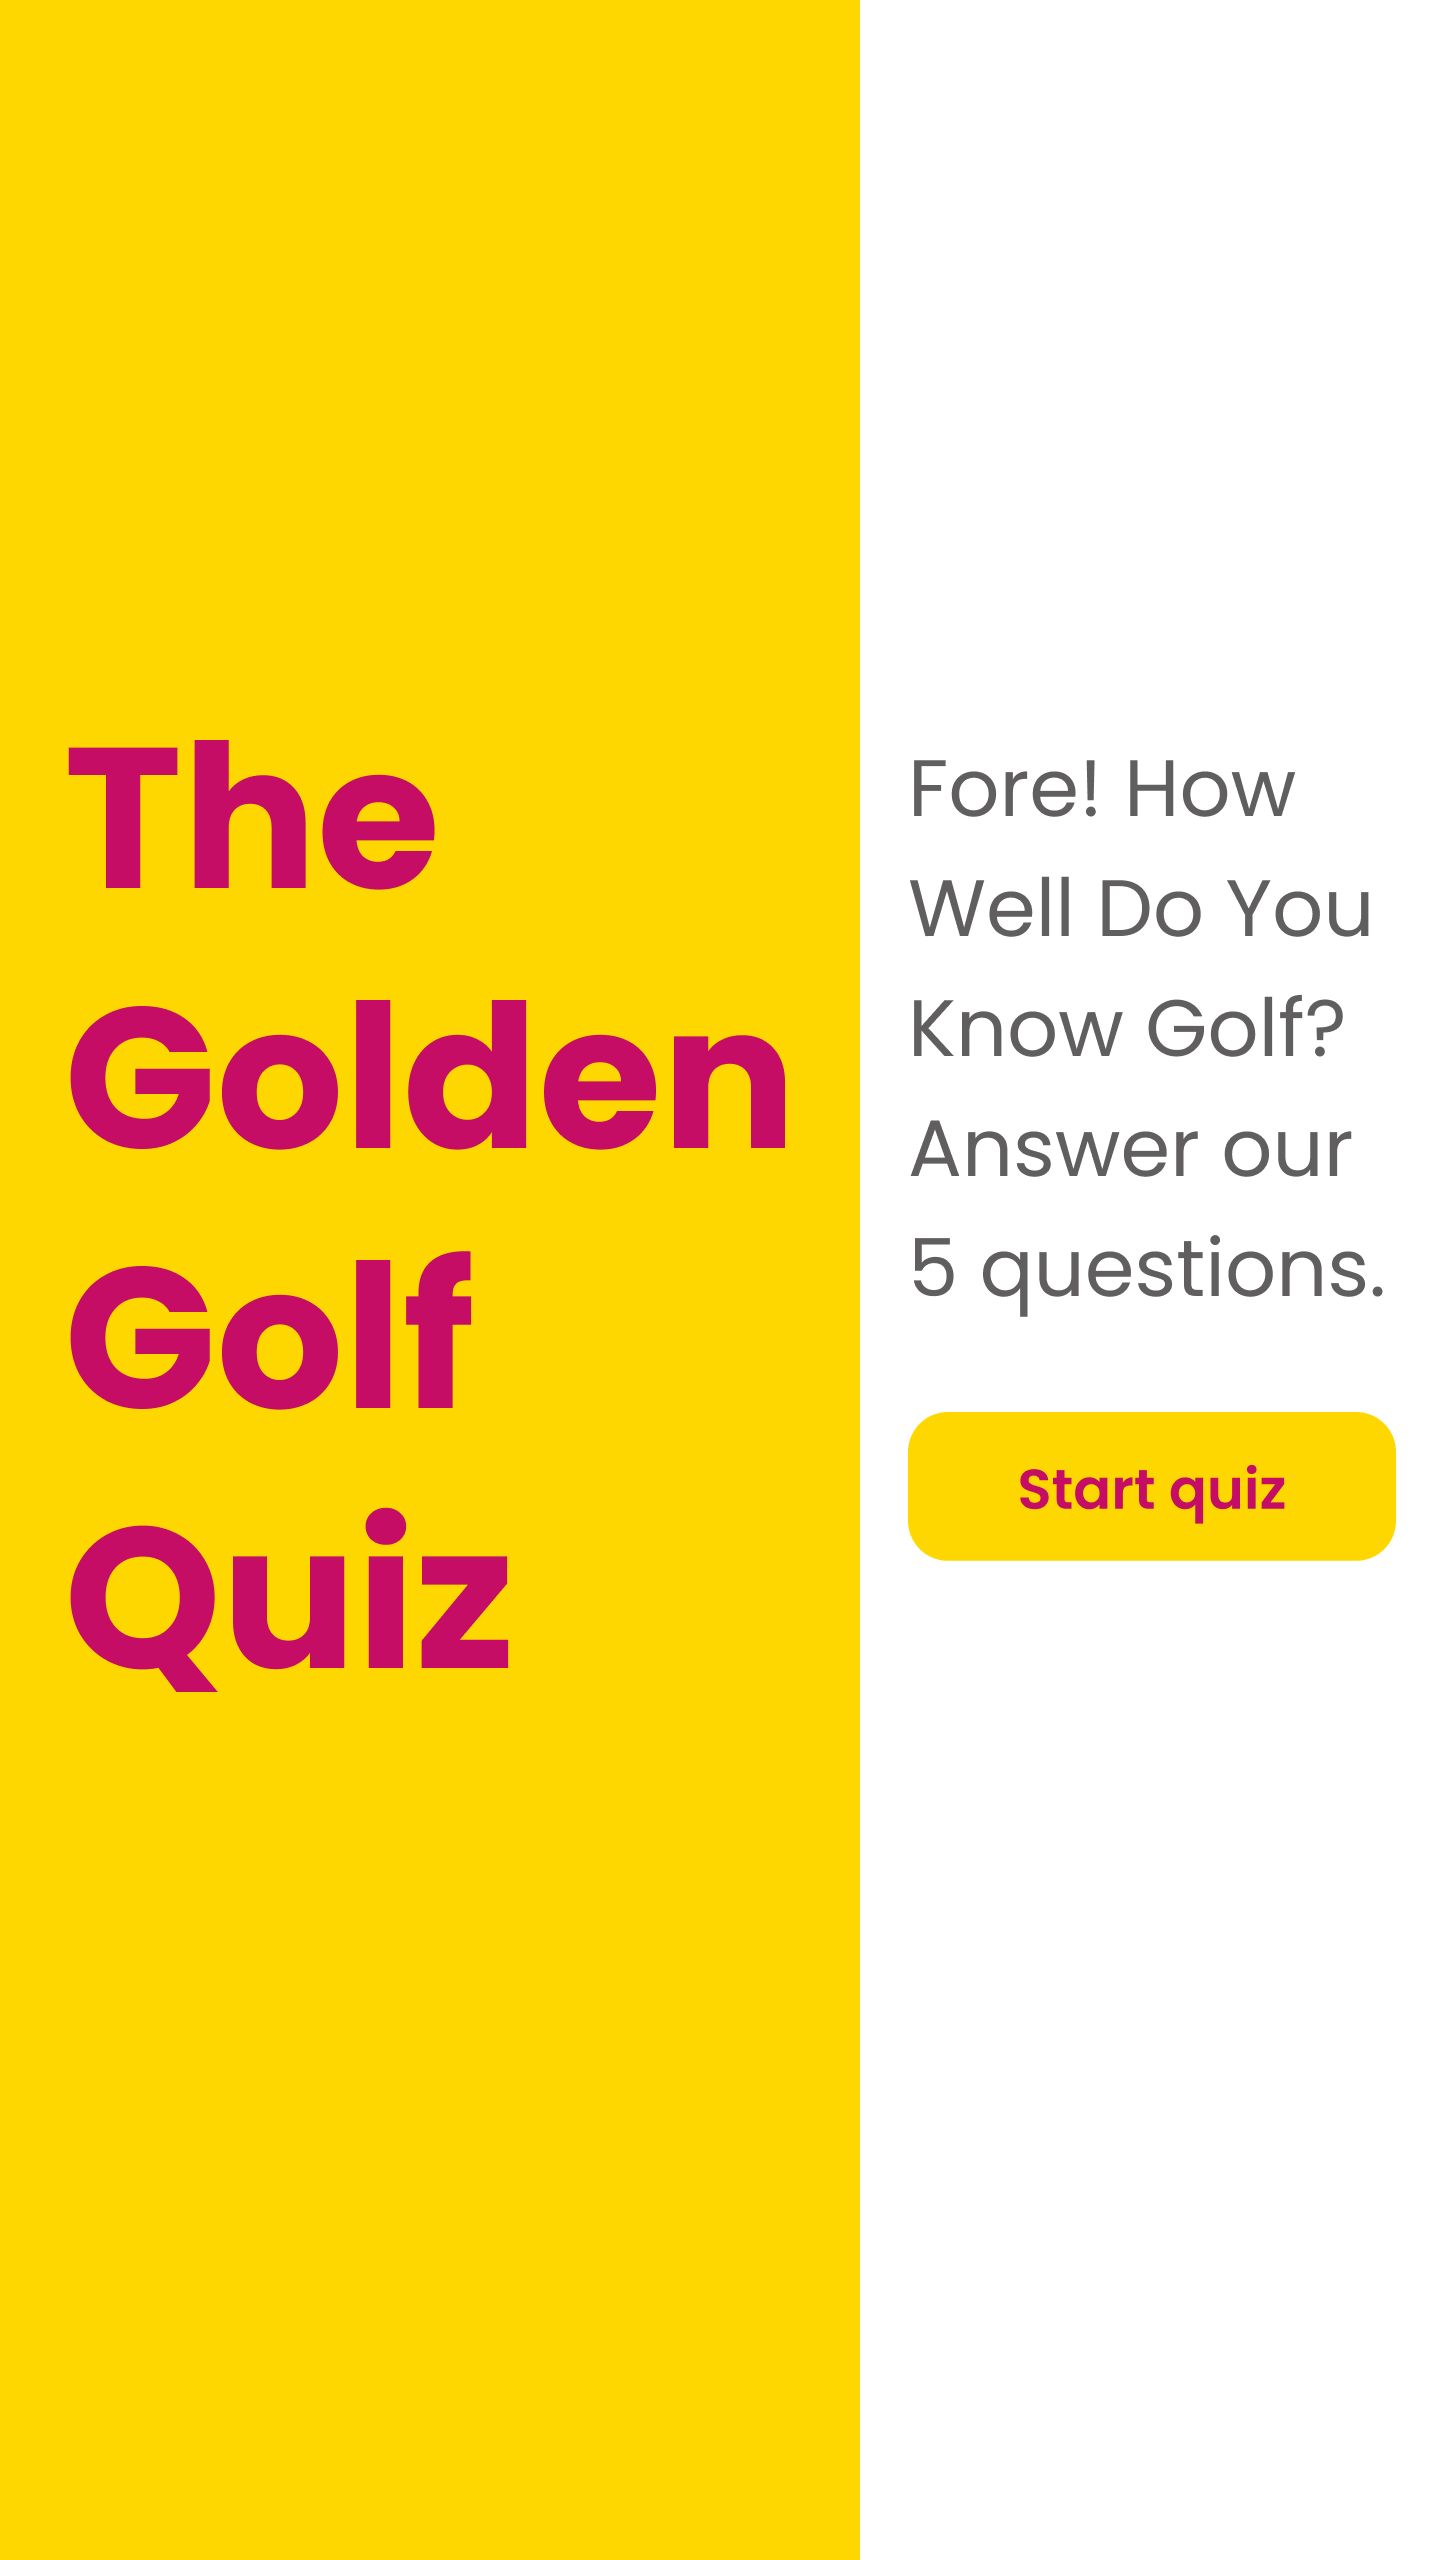 The
Golden
Golf
Quiz
Fore! How
Well Do You
Know Golf?
Answer our
5 questions.
Start quiz